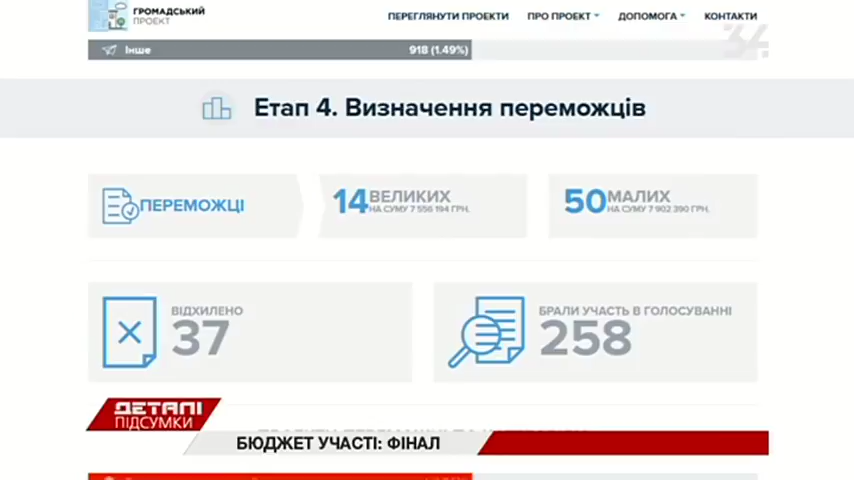 ГРОМАДСЬКИЙ
ПРОЕКТ
ПЕРЕГЛЯНУТИ ПРОЕКТИ
ПРО ПРОЕКТ
ДОПОМОГА
КОНТАКТИ
34
Інше
918 (1.49%)
Етап 4. Визначення переможців
ПЕРЕМОЖЦІ
14 ВЕЛИКИХ
НА СУМУ 7 556 194 ГРН.
50 МАЛИХ
НА СУМУ 7 902 390 ГРН.
ВІДХИЛЕНО
37
БРАЛИ УЧАСТЬ В ГОЛОСУВАННІ
258
ДЕТАЛІ
ПІДСУМКИ
БЮДЖЕТ УЧАСТІ: ФІНАЛ